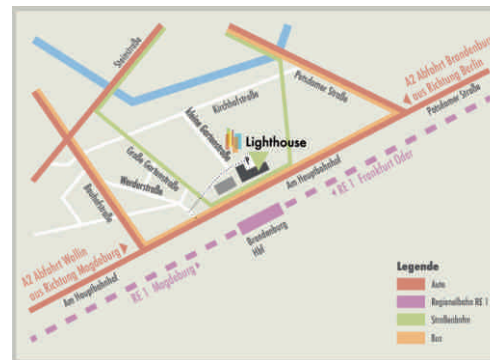 Steinstraße
A2 Abfahrt Brandenburg
aus Richtung Berlin
Potsdamer Straße
Potsdamer Straße
Kirchhofstraße
kleine Gartenstraße
Lighthouse
Große Gartenstraße
Werderstraße
Bauhofstraße
Am Hauptbahnhof
RE 1 Frankfurt Oder
Brandenburg
Hbf
A2 Abfahrt Wollin
aus Richtung Magdeburg
Am Hauptbahnhof
RE 1 Magdeburg
Legende
Auto
Regionalbahn RE 1
Straßenbahn
Bus